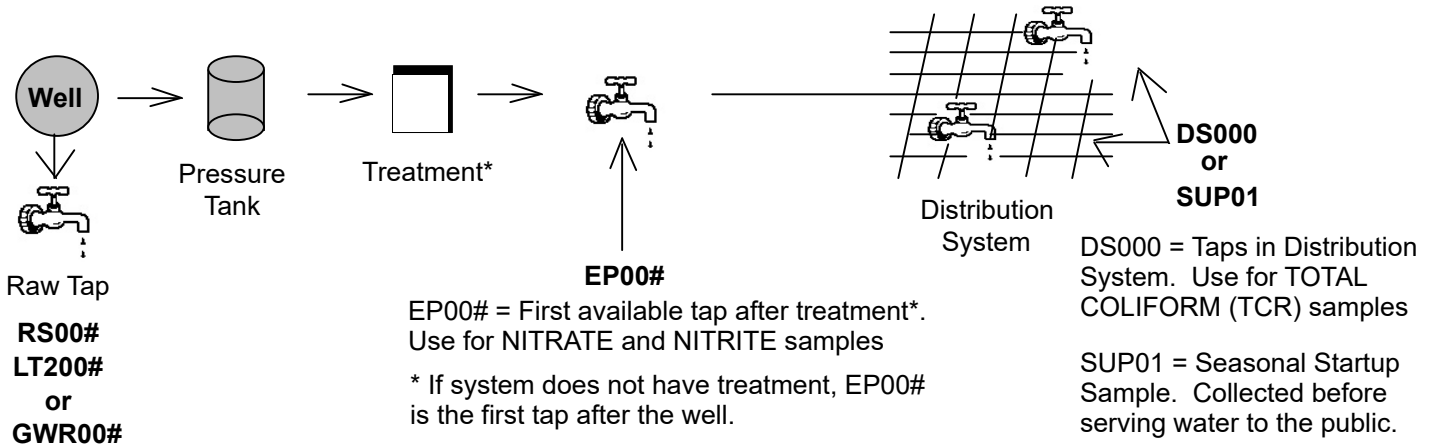 Well
Raw Tap
RS00#
LT200#
or
GWR00#
Pressure
Tank
Treatment*
EP00#
EP00# = First available tap after treatment*.
Use for NITRATE and NITRITE samples
* If system does not have treatment, EP00#
is the first tap after the well.
Distribution
System
DS000
or
SUP01
DS000 = Taps in Distribution
System. Use for TOTAL
COLIFORM (TCR) samples
SUP01 = Seasonal Startup
Sample. Collected before
serving water to the public.